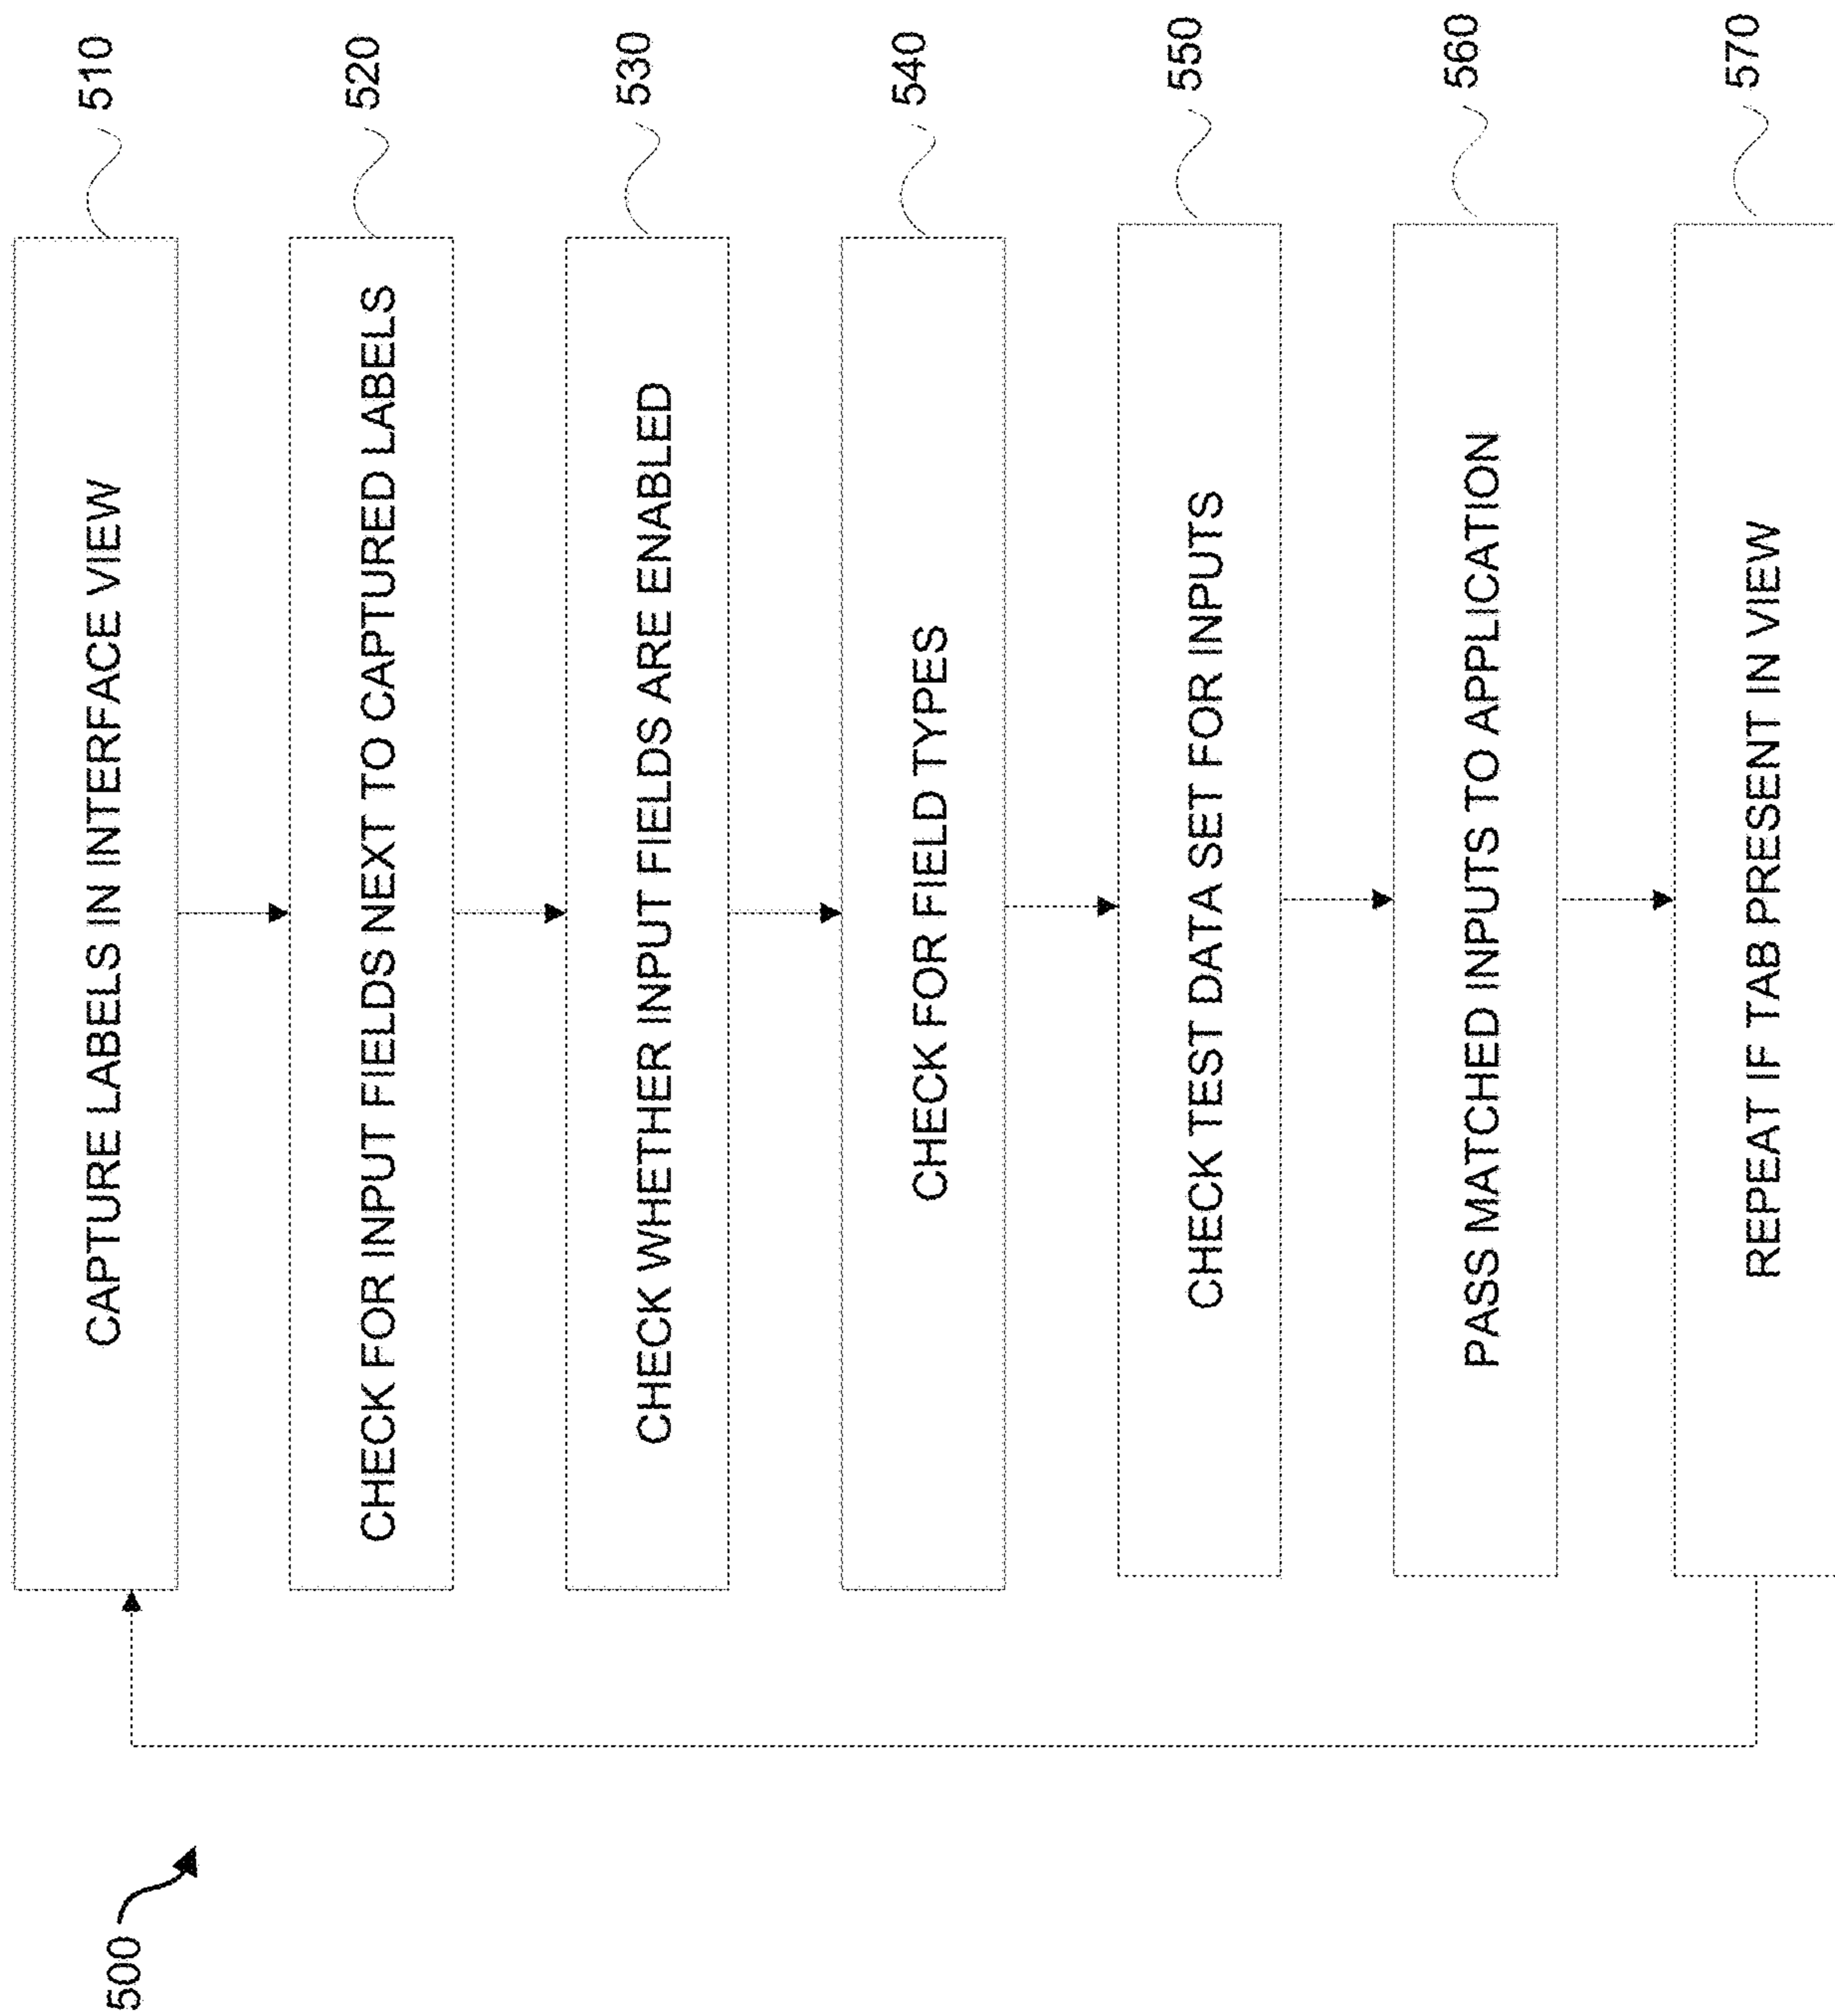 500
CAPTURE LABELS IN INTERFACE VIEW
510
CHECK FOR INPUT FIELDS NEXT TO CAPTURED LABELS
520
CHECK WHETHER INPUT FIELDS ARE ENABLED
530
CHECK FOR FIELD TYPES
540
CHECK TEST DATA SET FOR INPUTS
550
PASS MATCHED INPUTS TO APPLICATION
560
REPEAT IF TAB PRESENT IN VIEW
570